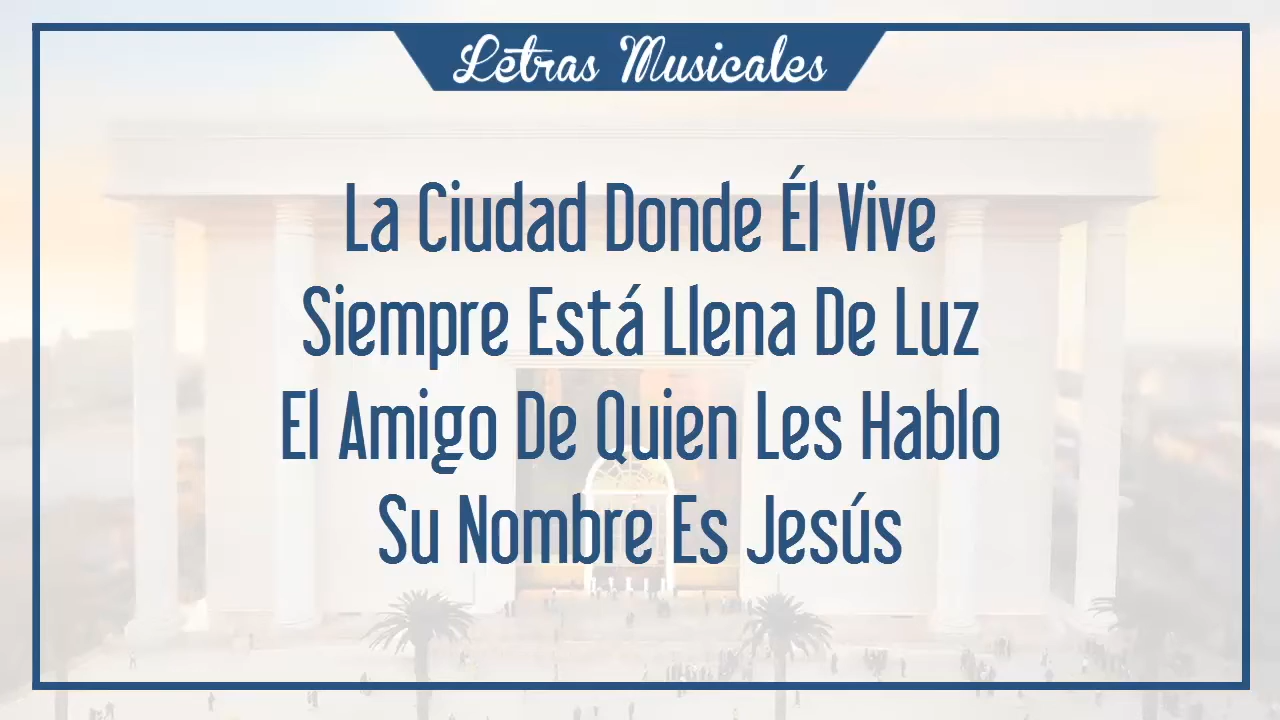 Letras Musicales
La Ciudad Donde Él Vive
Siempre Está Llena De Luz
El Amigo De Quien Les Hablo
Su Nombre Es Jesús